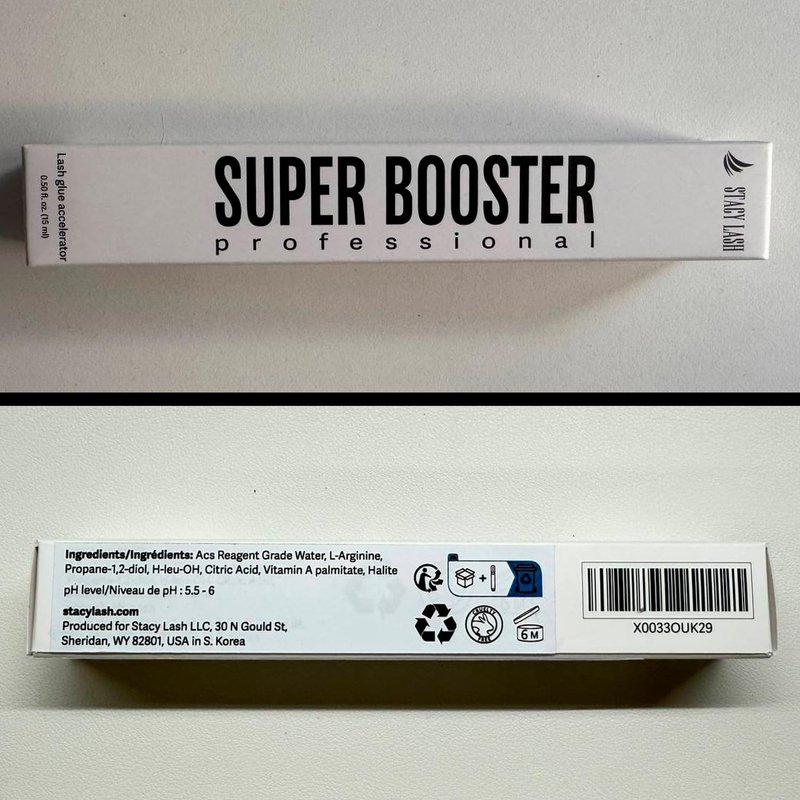 Lash glue accelerator
0.50 fl. oz. (15 ml)
SUPER BOOSTER
professional
STACY LASH
Ingredients/Ingrédients: Acs Reagent Grade Water, L-Arginine,
Propane-1,2-diol, H-leu-OH, Citric Acid, Vitamin A palmitate, Halite
pH level/Niveau de pH : 5.5 - 6
stacylash.com
Produced for Stacy Lash LLC, 30 N Gould St,
Sheridan, WY 82801, USA in S. Korea
+
CRUELTY
FREE
6 M
X0033OUK29